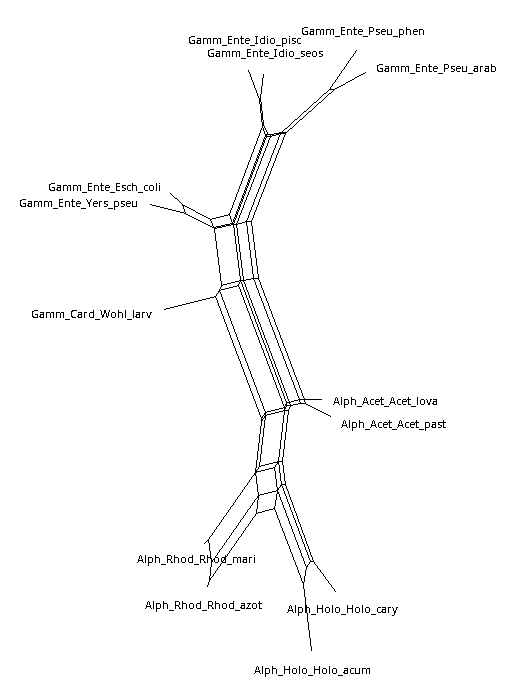 Gamm_Ente_Pseu_phen
Gamm_Ente_Idio_pisc
Gamm_Ente_Idio_seos
Gamm_Ente_Pseu_arab
Gamm_Ente_Esch_coli
Gamm_Ente_Yers_pseu
Gamm_Card_Wohl_larv
Alph_Acet_Acet_lova
Alph_Acet_Acet_past
Alph_Rhod_Rhod_mari
Alph_Rhod_Rhod_azot
Alph_Holo_Holo_cary
Alph_Holo_Holo_acum